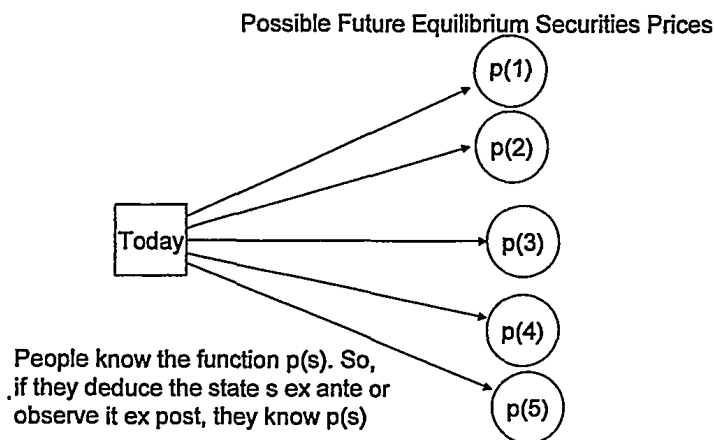 Possible Future Equilibrium Securities Prices
p(1)
p(2)
Today
p(3)
p(4)
People know the function p(s). So,
if they deduce the state s ex ante or
observe it ex post, they know p(s)
p(5)